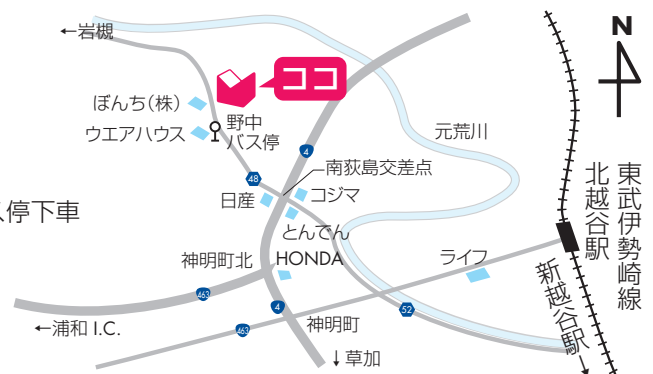 ←岩槻
ココ
N
ぼんち(株)
ウエアハウス
野中
バス停
元荒川
4
南荻島交差点
48
日産
コジマ
とんでん
東武伊勢崎線
北越谷駅
停下車
神明町北
HONDA
ライフ
新越谷駅→
463
4
52
←浦和 I.C.
463
神明町
↓草加